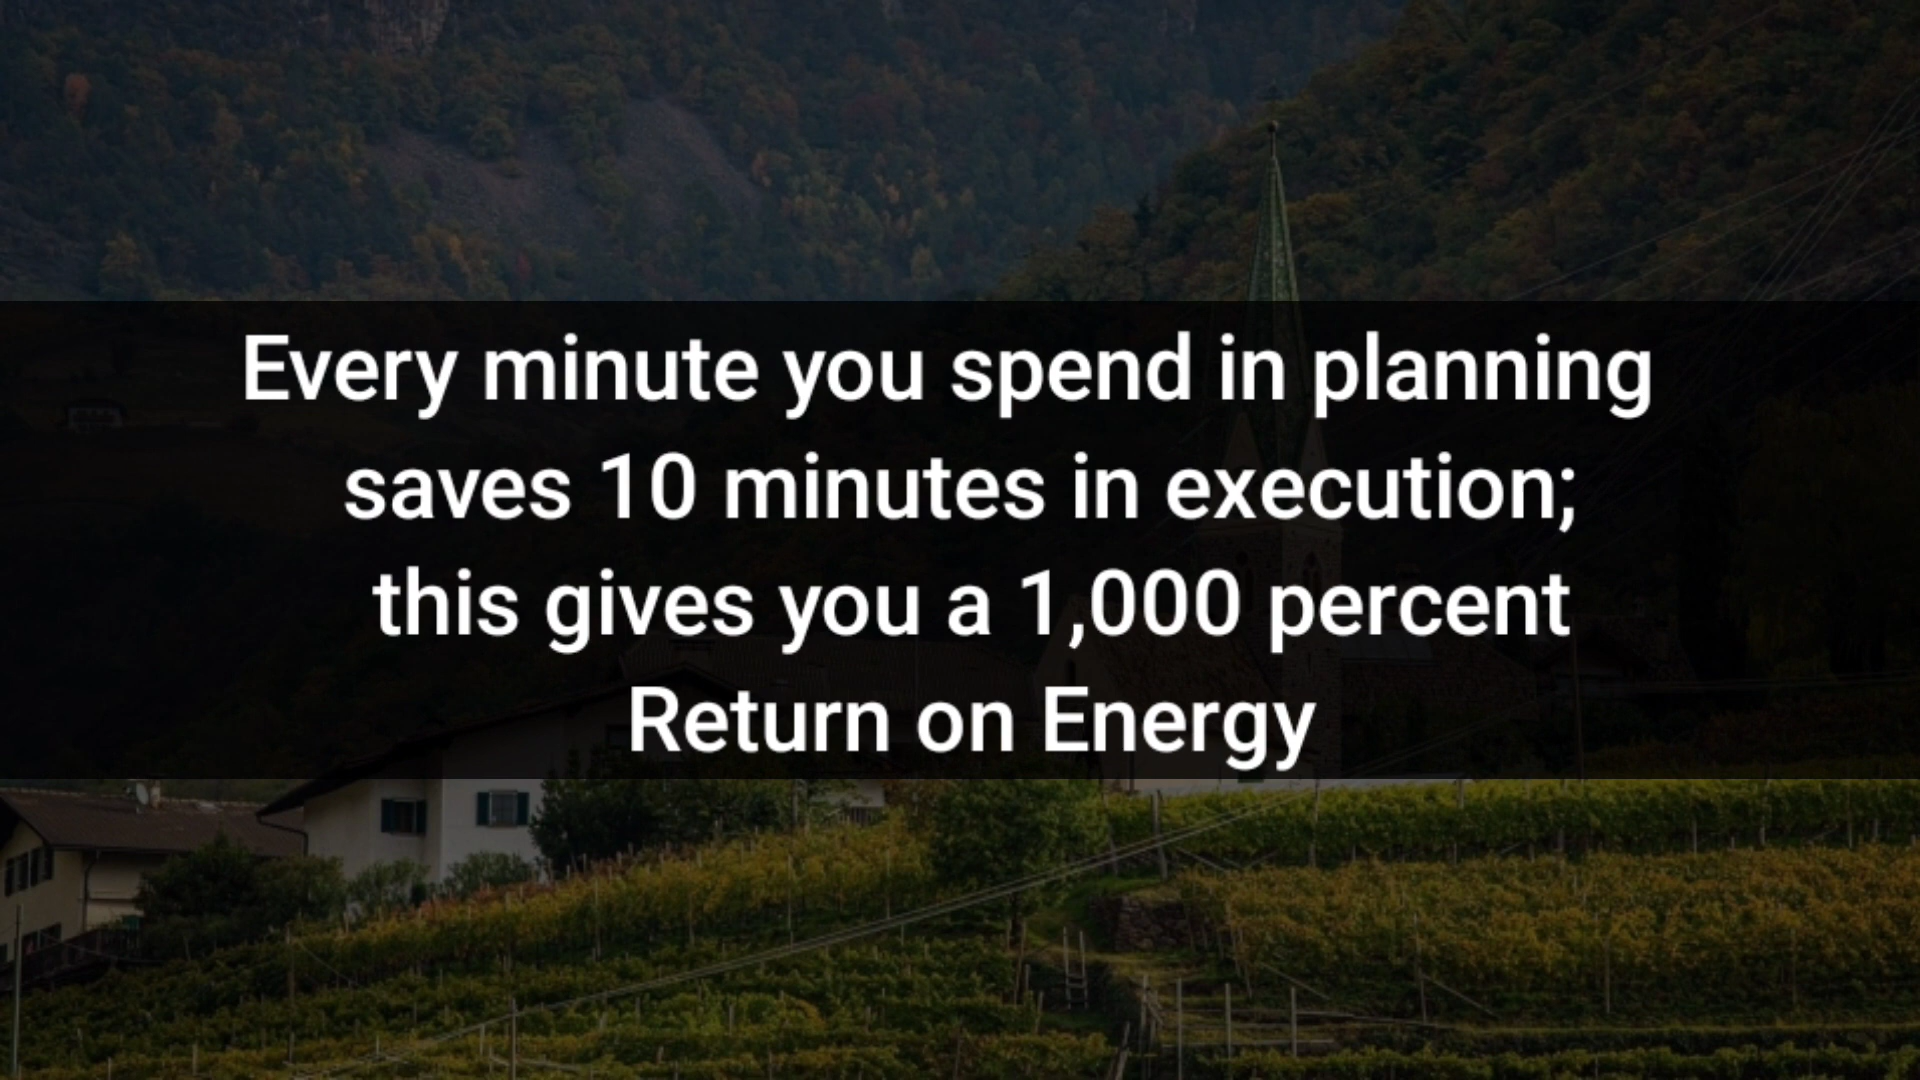 Every minute you spend in planning
saves 10 minutes in execution;
this gives you a 1,000 percent
Return on Energy